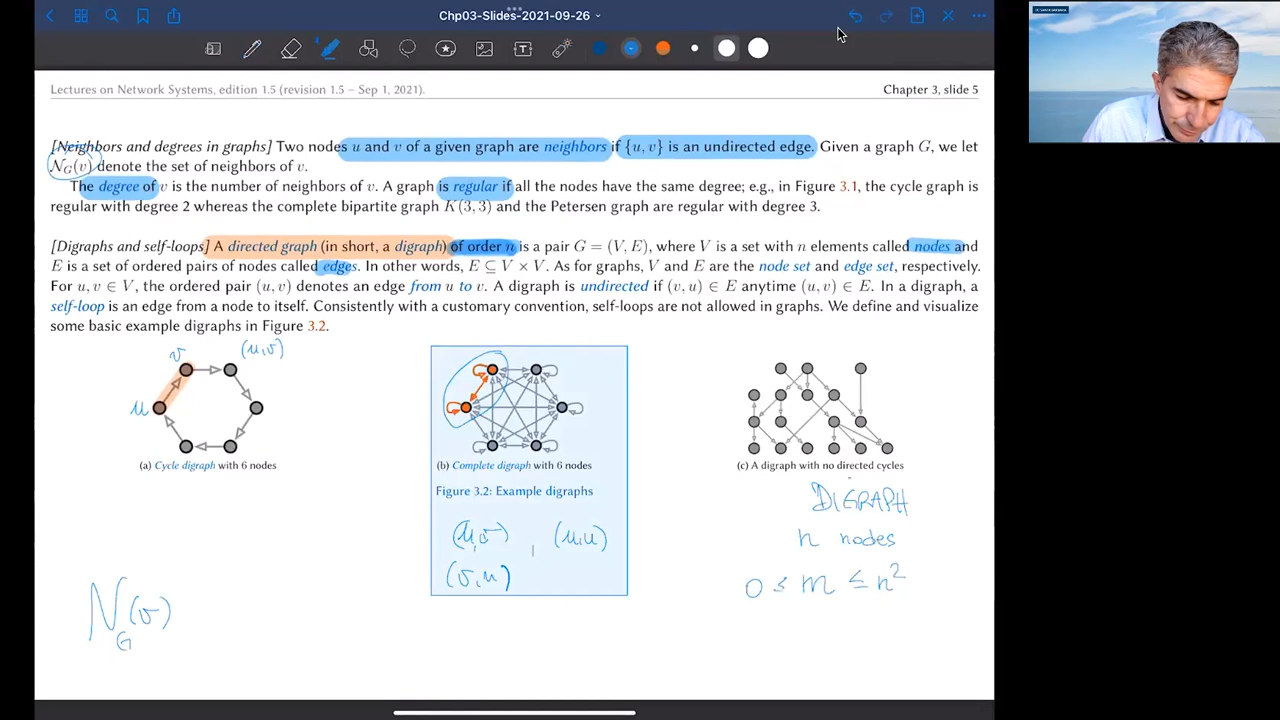 Chp03-Slides-2021-09-26
Lectures on Network Systems, edition 1.5 (revision 1.5 – Sep 1, 2021).
Chapter 3, slide 5
[Neighbors and degrees in graphs] Two nodes u and v of a given graph are neighbors if {u, v} is an undirected edge. Given a graph G, we let
N_G(v) denote the set of neighbors of v.
The degree of v is the number of neighbors of v. A graph is regular if all the nodes have the same degree; e.g., in Figure 3.1, the cycle graph is
regular with degree 2 whereas the complete bipartite graph K(3, 3) and the Petersen graph are regular with degree 3.
[Digraphs and self-loops] A directed graph (in short, a digraph) of order n is a pair G = (V, E), where V is a set with n elements called nodes and
E is a set of ordered pairs of nodes called edges. In other words, E ⊆ V × V. As for graphs, V and E are the node set and edge set, respectively.
For u, v ∈ V, the ordered pair (u, v) denotes an edge from u to v. A digraph is undirected if (v, u) ∈ E anytime (u, v) ∈ E. In a digraph, a
self-loop is an edge from a node to itself. Consistently with a customary convention, self-loops are not allowed in graphs. We define and visualize
some basic example digraphs in Figure 3.2.
v
(u,v)
u
(a) Cycle digraph with 6 nodes
(b) Complete digraph with 6 nodes
(c) A digraph with no directed cycles
Figure 3.2: Example digraphs
DIGRAPH
(u,v) , (u,u)
n nodes
(v,u)
0 ≤ m ≤ n²
N_G(v)